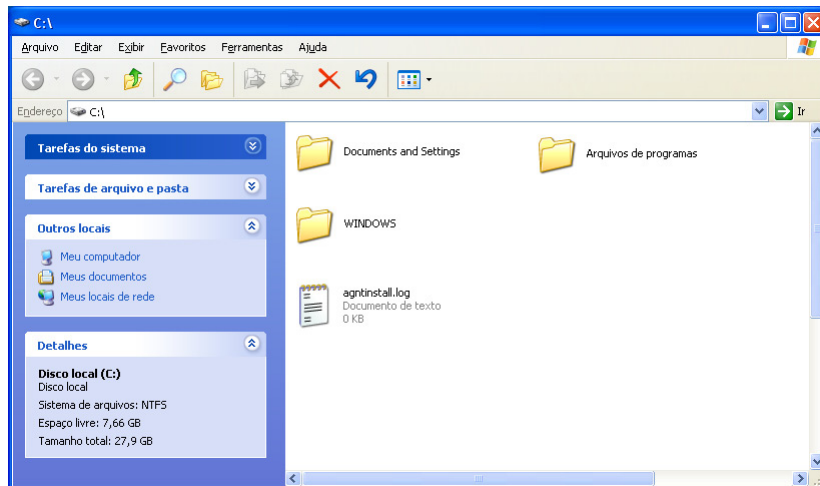 C:\
Arquivo Editar Exibir Favoritos Ferramentas Ajuda
Endereço C:\ Ir
Tarefas do sistema
Tarefas de arquivo e pasta
Outros locais
Meu computador
Meus documentos
Meus locais de rede
Detalhes
Disco local (C:)
Disco local
Sistema de arquivos: NTFS
Espaço livre: 7,66 GB
Tamanho total: 27,9 GB
Documents and Settings
Arquivos de programas
WINDOWS
agntinstall.log
Documento de texto
0 KB